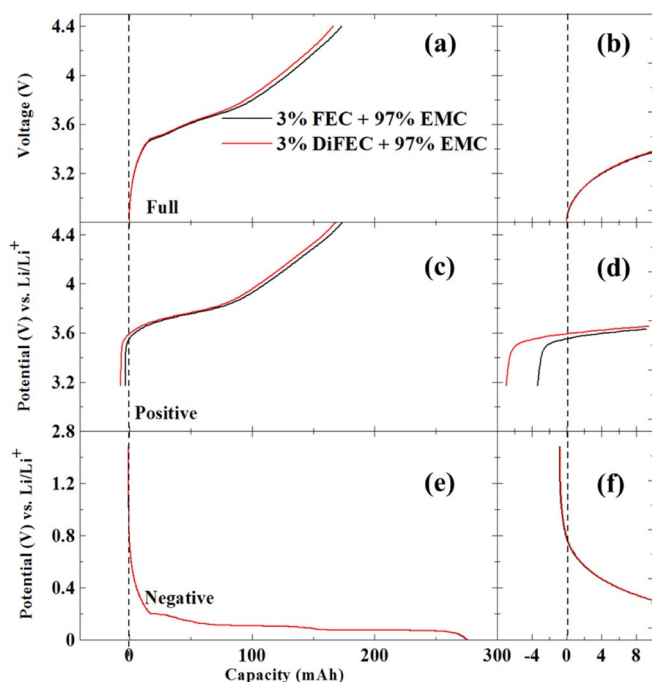 4.4
4
3.6
3.2
Voltage (V)
(a)
(b)
3% FEC + 97% EMC
3% DiFEC + 97% EMC
Full
4.4
4
3.6
3.2
2.8
Potential (V) vs. Li/Li+
(c)
(d)
Positive
1.2
0.8
0.4
0
Potential (V) vs. Li/Li+
(e)
(f)
Negative
0
100
200
300
-4
0
4
8
Capacity (mAh)